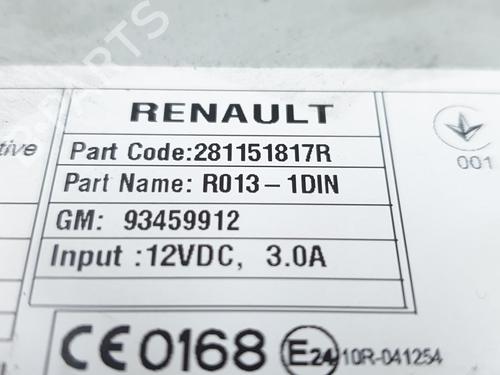 RENAULT
tive
Part Code:281151817R
001
Part Name: R013-1DIN
GM: 93459912
Input :12VDC, 3.0A
CE0168 E24 10R-041254